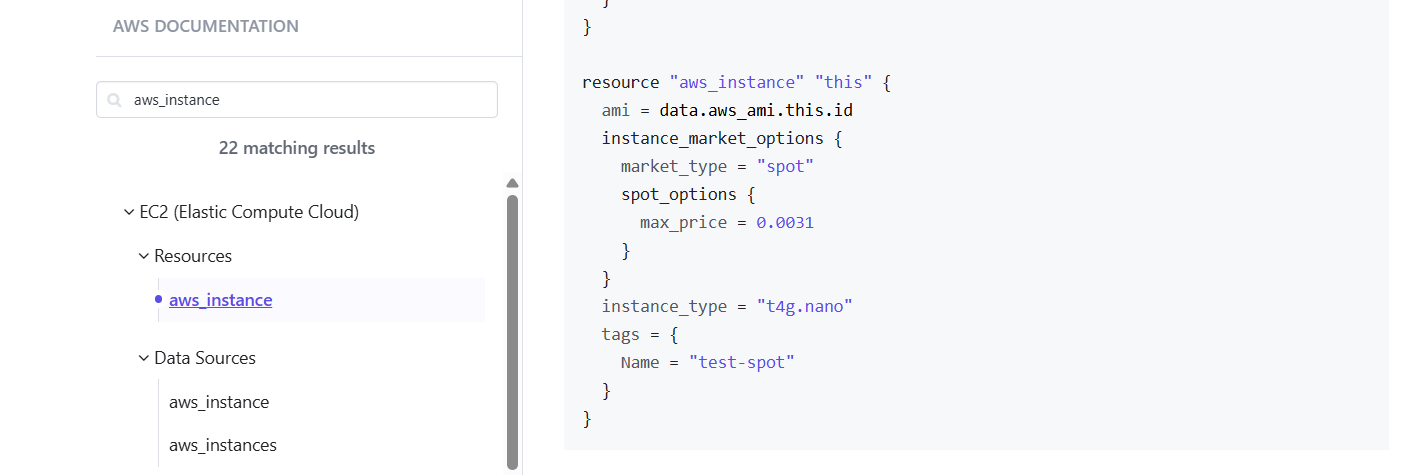 AWS DOCUMENTATION
aws_instance
22 matching results
EC2 (Elastic Compute Cloud)
Resources
aws_instance
Data Sources
aws_instance
aws_instances
}
}
resource "aws_instance" "this" {
  ami = data.aws_ami.this.id
  instance_market_options {
    market_type = "spot"
    spot_options {
      max_price = 0.0031
    }
  }
  instance_type = "t4g.nano"
  tags = {
    Name = "test-spot"
  }
}